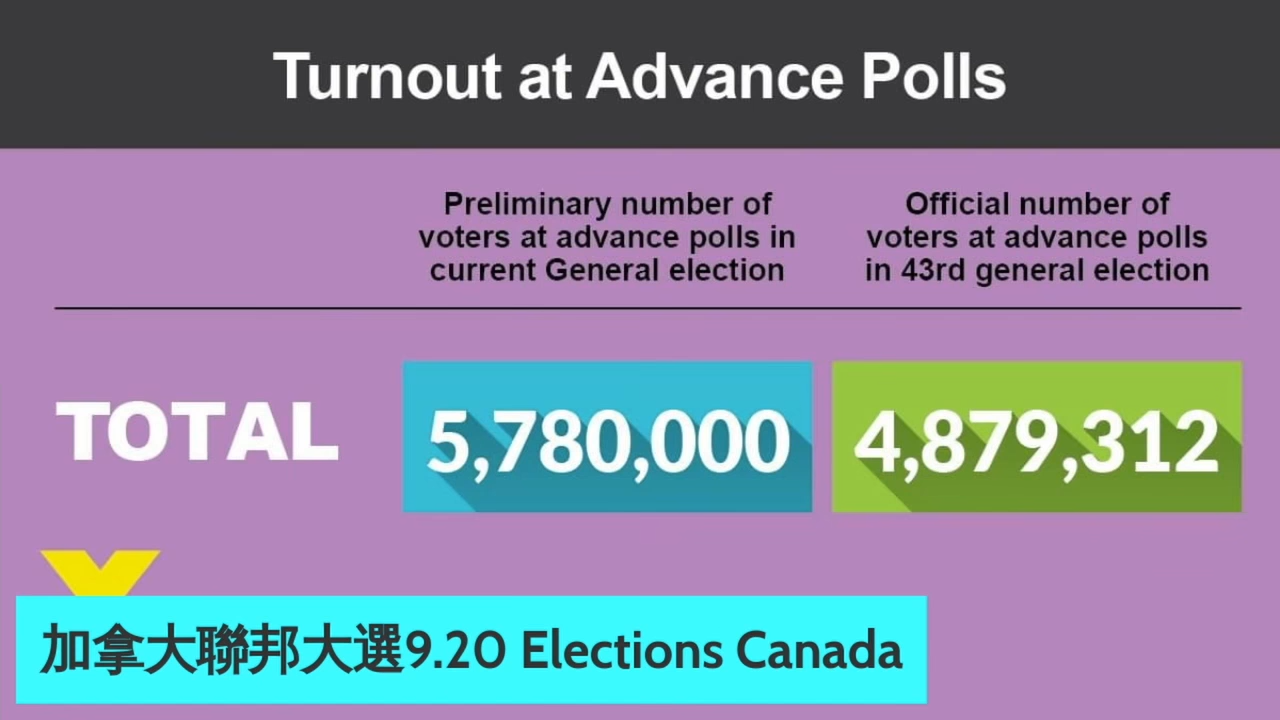 Turnout at Advance Polls
Preliminary number of
voters at advance polls in
current General election
Official number of
voters at advance polls
in 43rd general election
TOTAL
5,780,000
4,879,312
加拿大聯邦大選9.20 Elections Canada